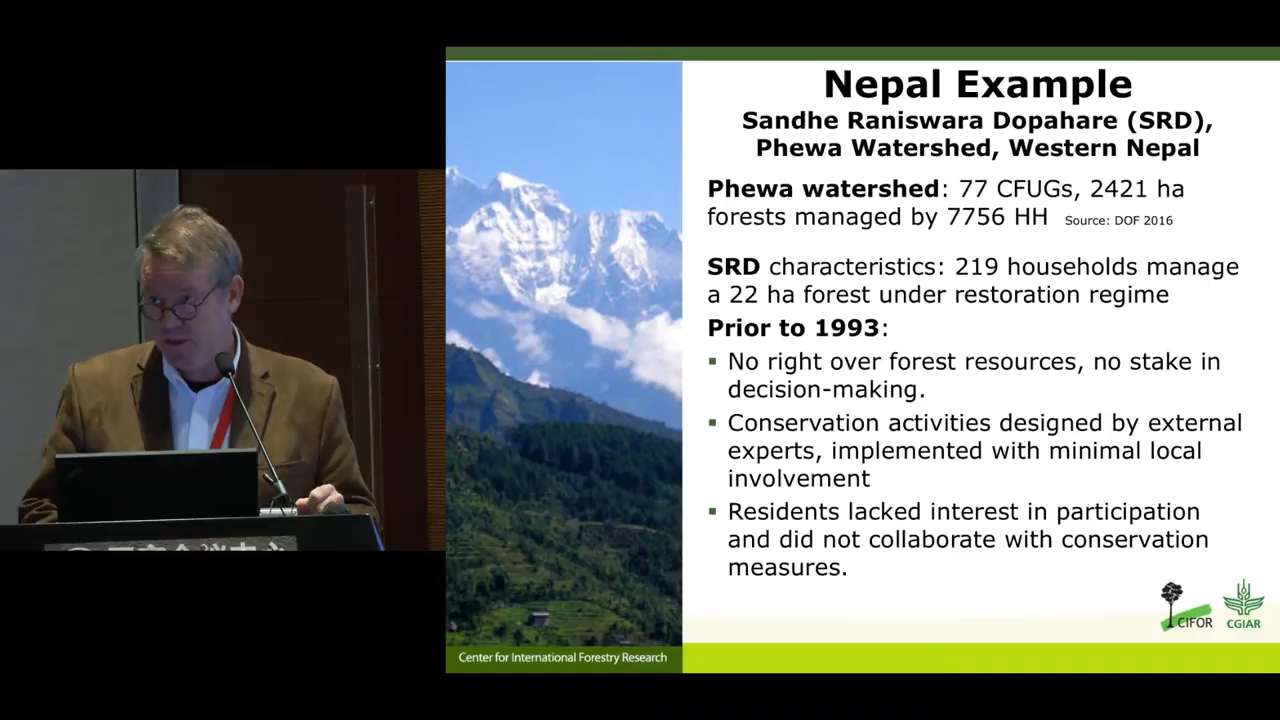 Nepal Example
Sandhe Raniswara Dopahare (SRD),
Phewa Watershed, Western Nepal
Phewa watershed: 77 CFUGs, 2421 ha
forests managed by 7756 HH Source: DOF 2016
SRD characteristics: 219 households manage
a 22 ha forest under restoration regime
Prior to 1993:
▪ No right over forest resources, no stake in
decision-making.
▪ Conservation activities designed by external
experts, implemented with minimal local
involvement
▪ Residents lacked interest in participation
and did not collaborate with conservation
measures.
CIFOR
CGIAR
Center for International Forestry Research